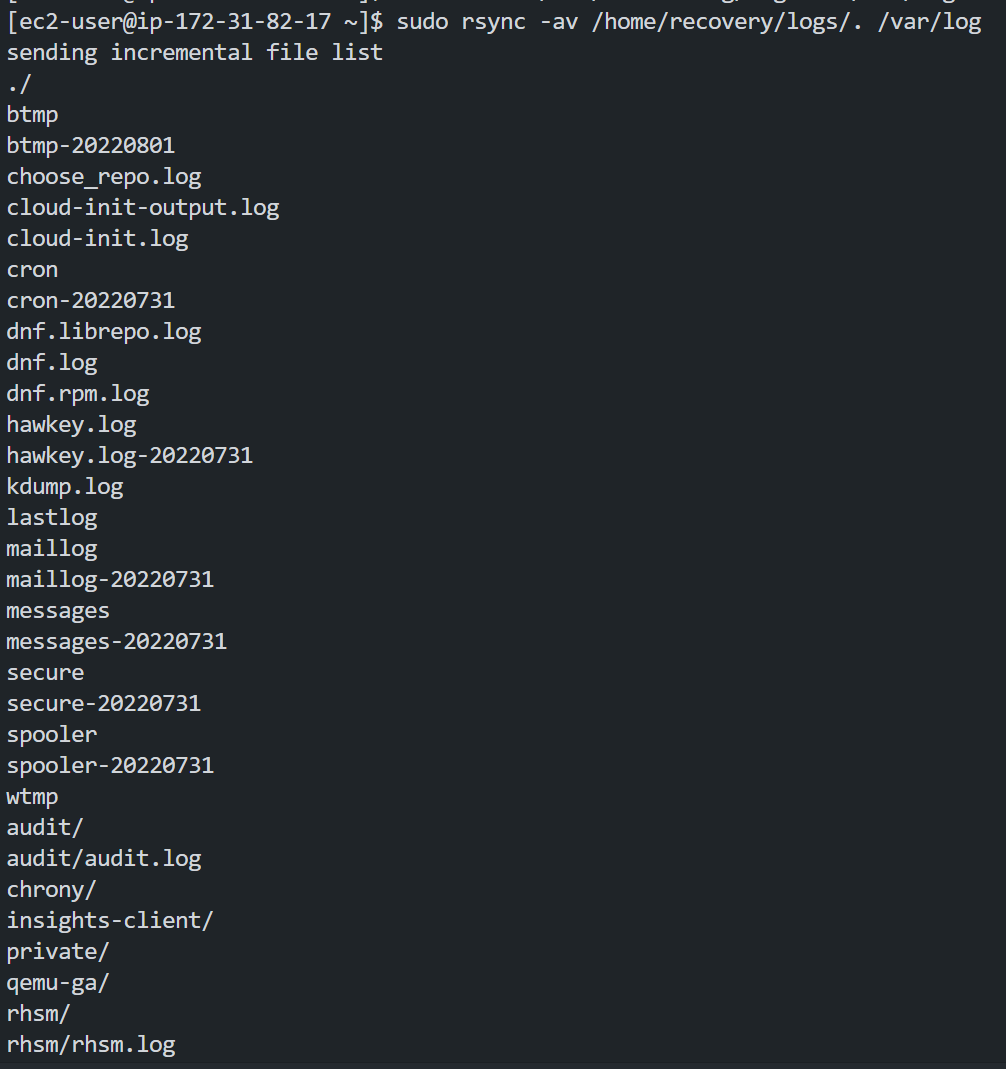 [ec2-user@ip-172-31-82-17 ~]$ sudo rsync -av /home/recovery/logs/. /var/log
sending incremental file list
./
btmp
btmp-20220801
choose_repo.log
cloud-init-output.log
cloud-init.log
cron
cron-20220731
dnf.librepo.log
dnf.log
dnf.rpm.log
hawkey.log
hawkey.log-20220731
kdump.log
lastlog
maillog
maillog-20220731
messages
messages-20220731
secure
secure-20220731
spooler
spooler-20220731
wtmp
audit/
audit/audit.log
chrony/
insights-client/
private/
qemu-ga/
rhsm/
rhsm/rhsm.log